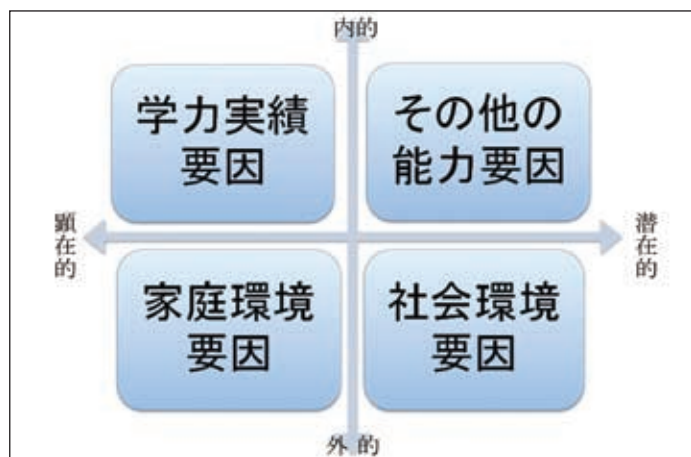 内的
学力実績
要因
その他の
能力要因
顕在的
潜在的
家庭環境
要因
社会環境
要因
外的